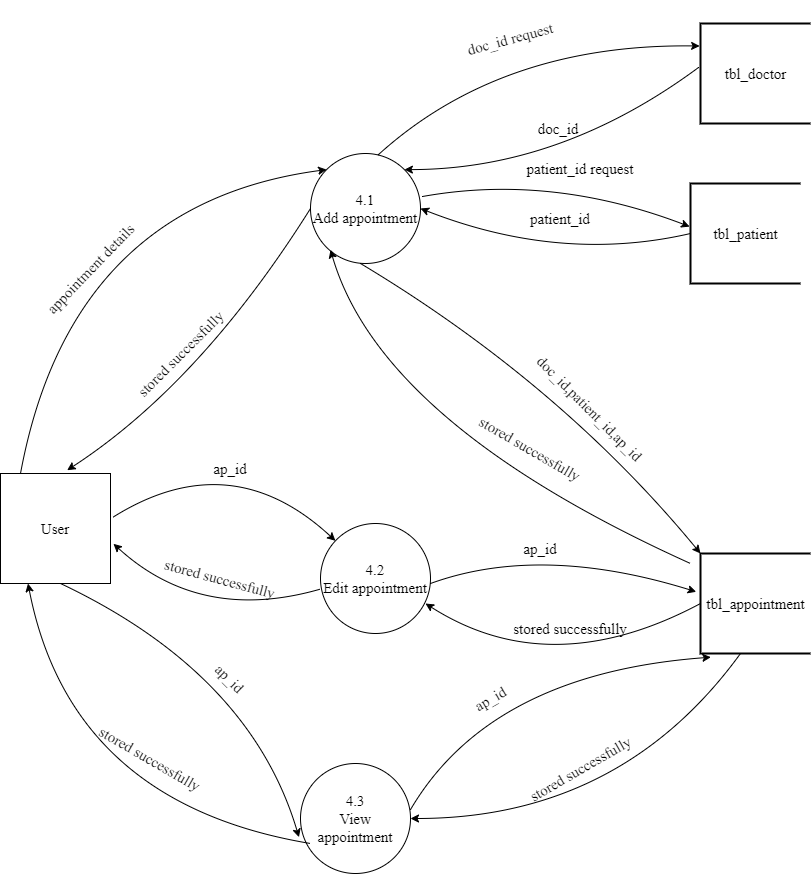 doc_id request
tbl_doctor
doc_id
patient_id request
4.1
Add appointment
patient_id
tbl_patient
appointment details
stored successfully
doc_id,patient_id,ap_id
stored successfully
ap_id
User
ap_id
4.2
Edit appointment
stored successfully
tbl_appointment
stored successfully
ap_id
ap_id
stored successfully
stored successfully
4.3
View
appointment